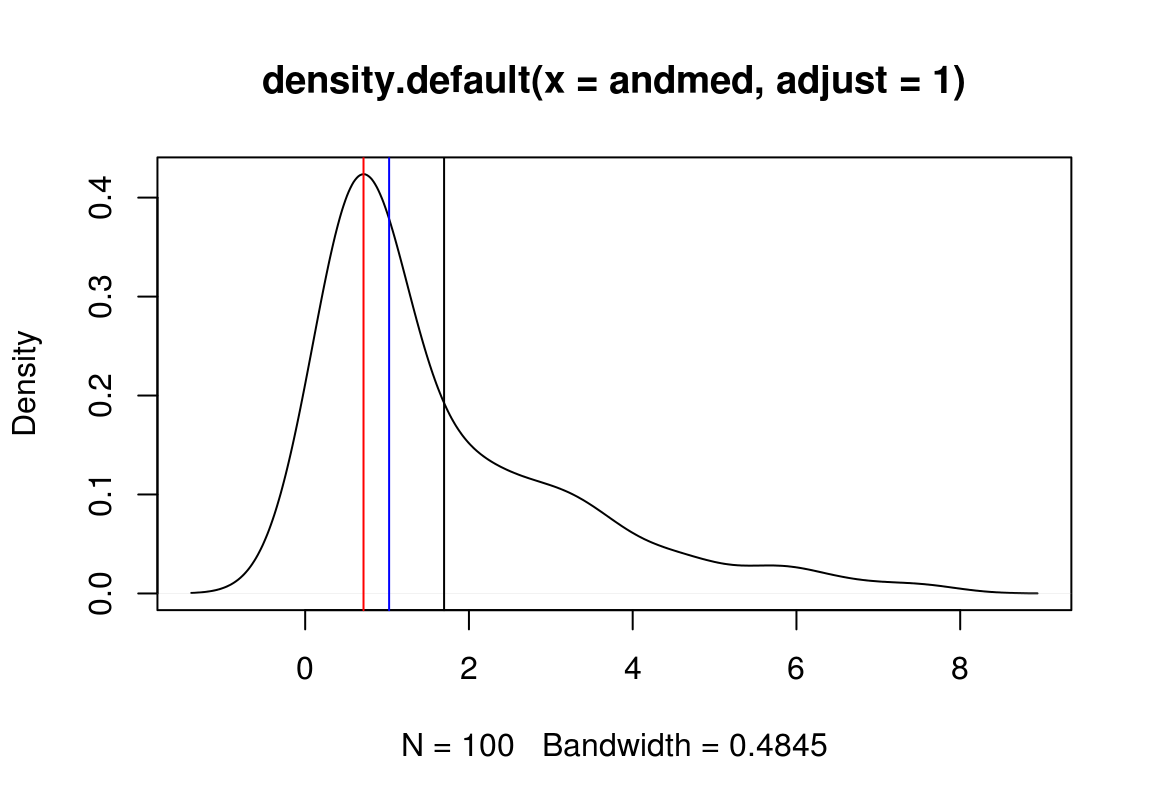 density.default(x = andmed, adjust = 1)
Density
0.0 0.1 0.2 0.3 0.4
0 2 4 6 8
N = 100 Bandwidth = 0.4845